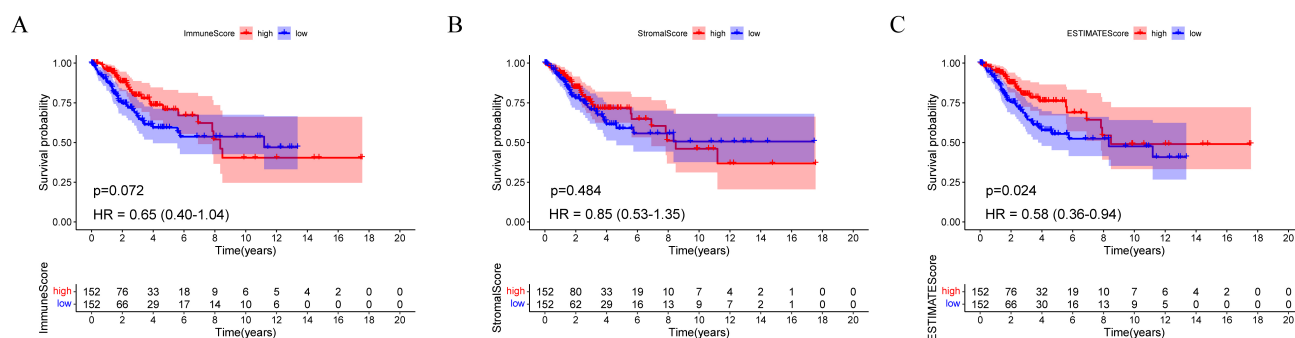 A
ImmuneScore high low
Survival probability
1.00
0.75
0.50
0.25
0.00
p=0.072
HR = 0.65 (0.40-1.04)
0 2 4 6 8 10 12 14 16 18 20
Time(years)
ImmuneScore
high 152 76 33 18 9 6 5 4 2 0 0
low 152 66 29 17 14 10 6 0 0 0 0
0 2 4 6 8 10 12 14 16 18 20
Time(years)
B
StromalScore high low
Survival probability
1.00
0.75
0.50
0.25
0.00
p=0.484
HR = 0.85 (0.53-1.35)
0 2 4 6 8 10 12 14 16 18 20
Time(years)
StromalScore
high 152 80 33 19 10 7 4 2 1 0 0
low 152 62 29 16 13 9 7 2 1 0 0
0 2 4 6 8 10 12 14 16 18 20
Time(years)
C
ESTIMATEScore high low
Survival probability
1.00
0.75
0.50
0.25
0.00
p=0.024
HR = 0.58 (0.36-0.94)
0 2 4 6 8 10 12 14 16 18 20
Time(years)
ESTIMATEScore
high 152 76 32 19 10 7 6 4 2 0 0
low 152 66 30 16 13 9 5 0 0 0 0
0 2 4 6 8 10 12 14 16 18 20
Time(years)